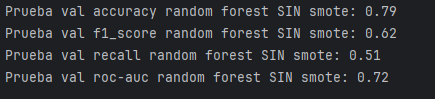 Prueba val accuracy random forest SIN smote: 0.79
Prueba val f1_score random forest SIN smote: 0.62
Prueba val recall random forest SIN smote: 0.51
Prueba val roc-auc random forest SIN smote: 0.72